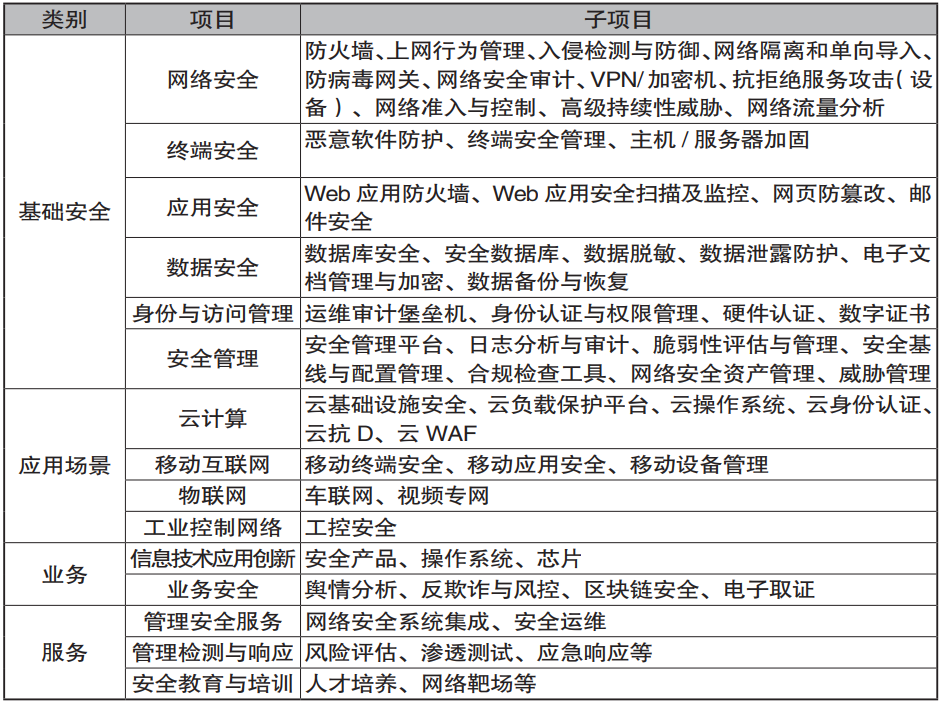 类别 项目 子项目
基础安全
网络安全
防火墙、上网行为管理、入侵检测与防御、网络隔离和单向导入、
防病毒网关、网络安全审计、VPN/加密机、抗拒绝服务攻击(设
备)、网络准入与控制、高级持续性威胁、网络流量分析
终端安全
恶意软件防护、终端安全管理、主机/服务器加固
应用安全
Web 应用防火墙、Web 应用安全扫描及监控、网页防篡改、邮
件安全
数据安全
数据库安全、安全数据库、数据脱敏、数据泄露防护、电子文
档管理与加密、数据备份与恢复
身份与访问管理
运维审计堡垒机、身份认证与权限管理、硬件认证、数字证书
安全管理
安全管理平台、日志分析与审计、脆弱性评估与管理、安全基
线与配置管理、合规检查工具、网络安全资产管理、威胁管理
应用场景
云计算
云基础设施安全、云负载保护平台、云操作系统、云身份认证、
云抗 D、云 WAF
移动互联网
移动终端安全、移动应用安全、移动设备管理
物联网
车联网、视频专网
工业控制网络
工控安全
业务
信息技术应用创新
安全产品、操作系统、芯片
业务安全
舆情分析、反欺诈与风控、区块链安全、电子取证
服务
管理安全服务
网络安全系统集成、安全运维
管理检测与响应
风险评估、渗透测试、应急响应等
安全教育与培训
人才培养、网络靶场等